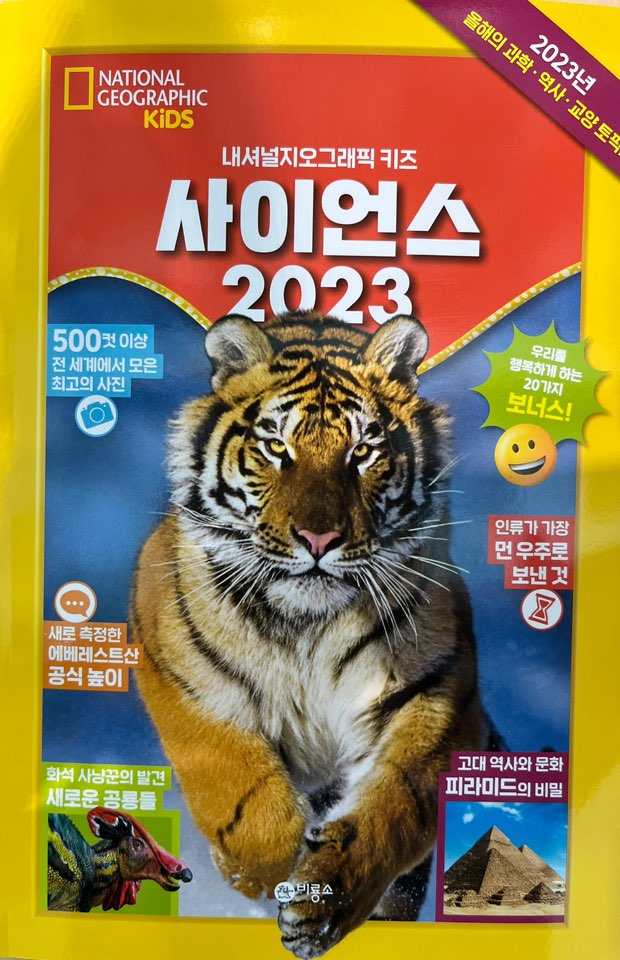 2023년
올해의 과학·역사·교양 토픽
NATIONAL
GEOGRAPHIC
KiDS
내셔널지오그래픽 키즈
사이언스
2023
500컷 이상
전 세계에서 모은
최고의 사진
우리를
행복하게 하는
20가지
보너스!
인류가 가장
먼 우주로
보낸 것
새로 측정한
에베레스트산
공식 높이
화석 사냥꾼의 발견
새로운 공룡들
고대 역사와 문화
피라미드의 비밀
비룡소